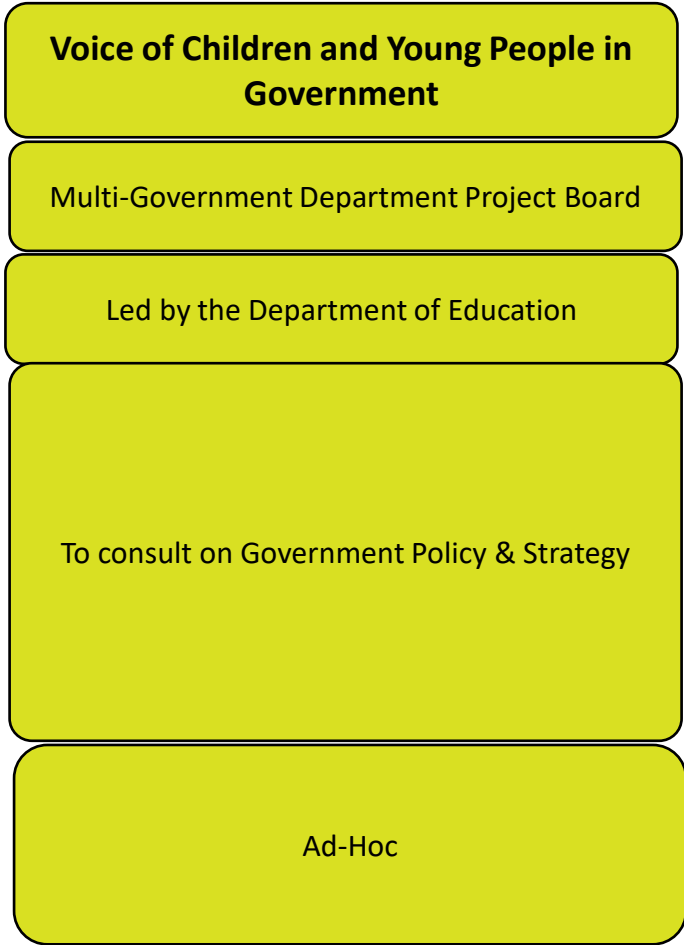 Voice of Children and Young People in
Government
Multi-Government Department Project Board
Led by the Department of Education
To consult on Government Policy & Strategy
Ad-Hoc